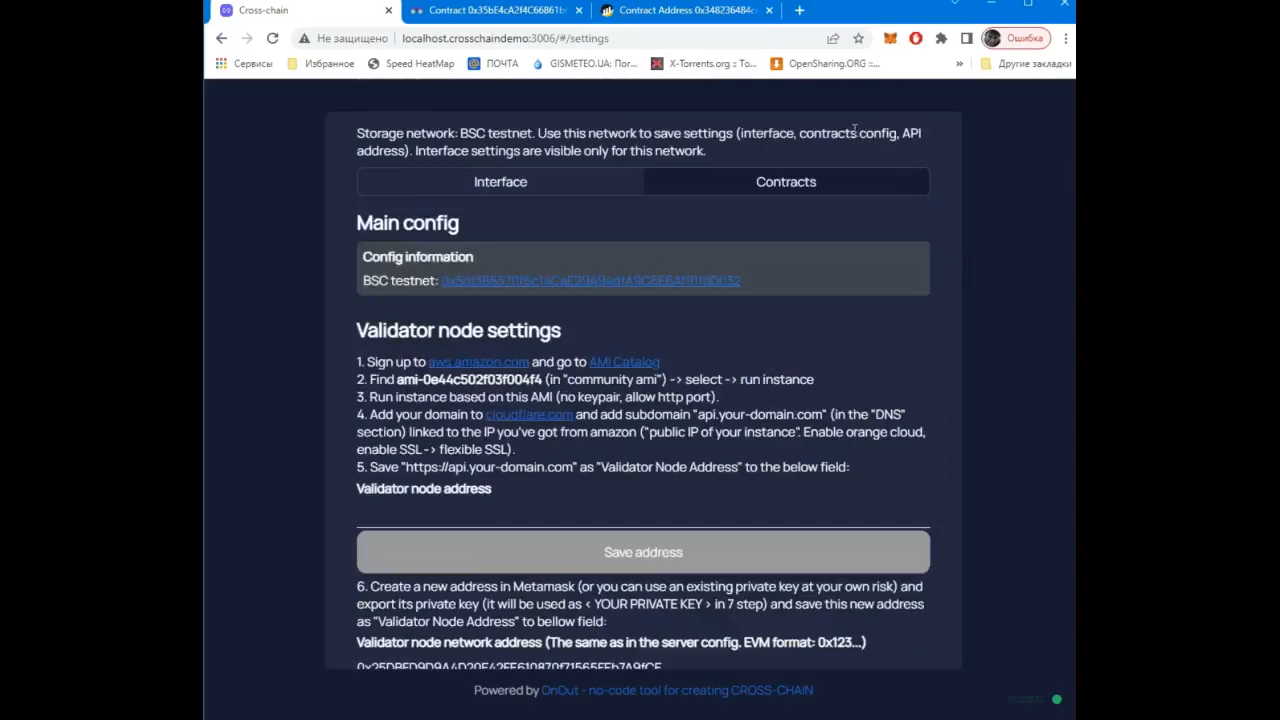 Cross-chain
Contract 0x35bE4cA2f4C66861b
Contract Address 0x348236484c
Не защищено
localhost.crosschaindemo:3006/#/settings
Ошибка
Сервисы
Избранное
Speed HeatMap
ПОЧТА
GISMETEO.UA: Пог...
X-Torrents.org :: То...
OpenSharing.ORG ::...
»
Другие закладки
Storage network: BSC testnet. Use this network to save settings (interface, contracts config, API
address). Interface settings are visible only for this network.
Interface
Contracts
Main config
Config information
BSC testnet:
Validator node settings
1. Sign up to aws.amazon.com and go to AMI Catalog
2. Find ami-0e44c502f03f004f4 (in "community ami") -> select -> run instance
3. Run instance based on this AMI (no keypair, allow http port).
4. Add your domain to cloudflare.com and add subdomain "api.your-domain.com" (in the "DNS"
section) linked to the IP you've got from amazon ("public IP of your instance". Enable orange cloud,
enable SSL -> flexible SSL).
5. Save "https://api.your-domain.com" as "Validator Node Address" to the below field:
Validator node address
Save address
6. Create a new address in Metamask (or you can use an existing private key at your own risk) and
export its private key (it will be used as < YOUR PRIVATE KEY > in 7 step) and save this new address
as "Validator Node Address" to bellow field:
Validator node network address (The same as in the server config. EVM format: 0x123...)
Powered by OnOut - no-code tool for creating CROSS-CHAIN